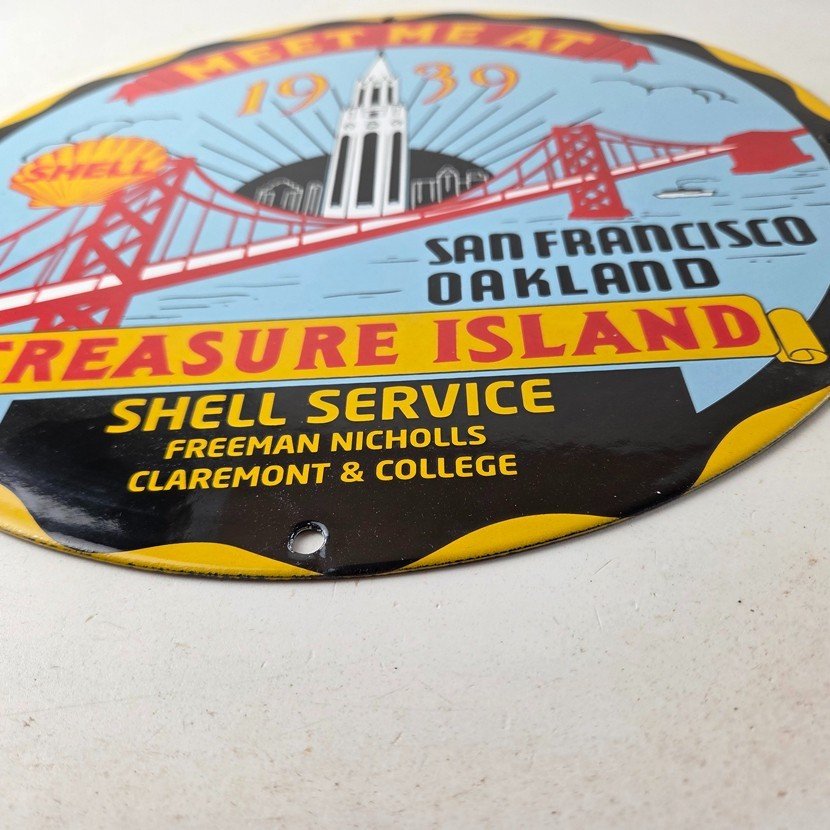 MEET ME AT
1939
SHELL
SAN FRANCISCO
OAKLAND
TREASURE ISLAND
SHELL SERVICE
FREEMAN NICHOLLS
CLAREMONT & COLLEGE